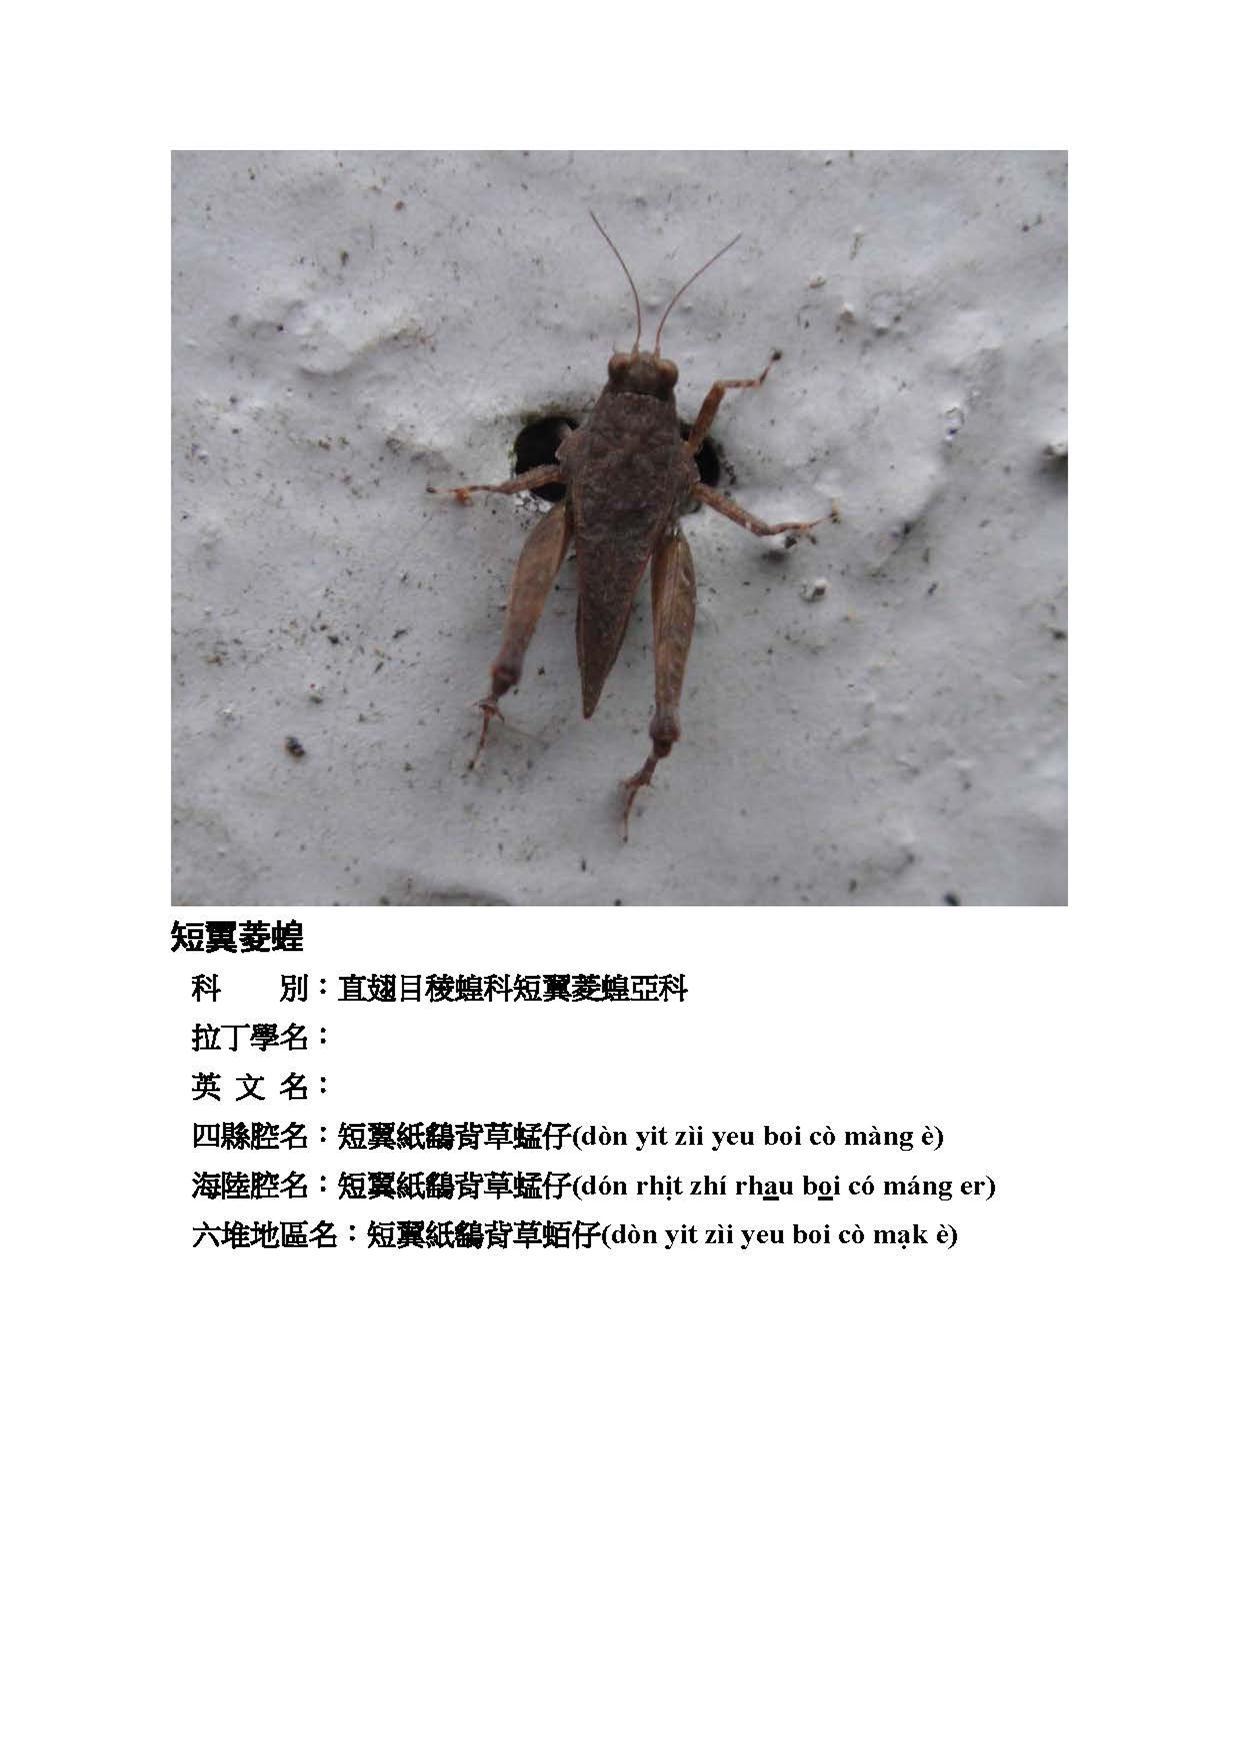 短翼菱蝗
科　　別：直翅目稜蝗科短翼菱蝗亞科
拉丁學名：
英 文 名：
四縣腔名：短翼紙鷂背草蜢仔(dòn yit zìi yeu boi cò màng è)
海陸腔名：短翼紙鷂背草蜢仔(dón rhi̍t zhí rha̲u bo̲i có máng er)
六堆地區名：短翼紙鷂背草蛨仔(dòn yit zìi yeu boi cò mạk è)